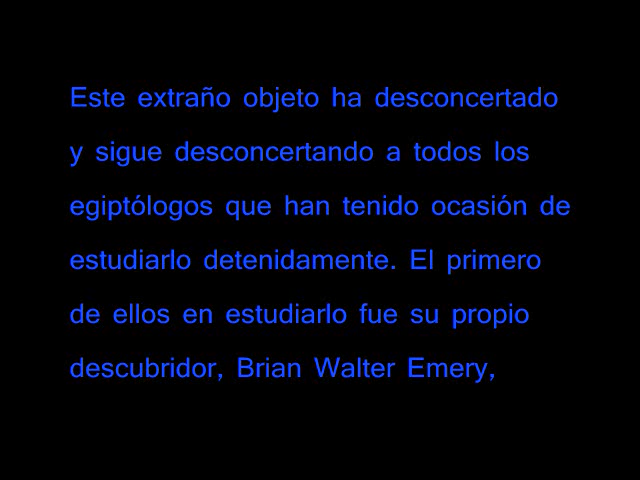 Este extraño objeto ha desconcertado
y sigue desconcertando a todos los
egiptólogos que han tenido ocasión de
estudiarlo detenidamente. El primero
de ellos en estudiarlo fue su propio
descubridor, Brian Walter Emery,